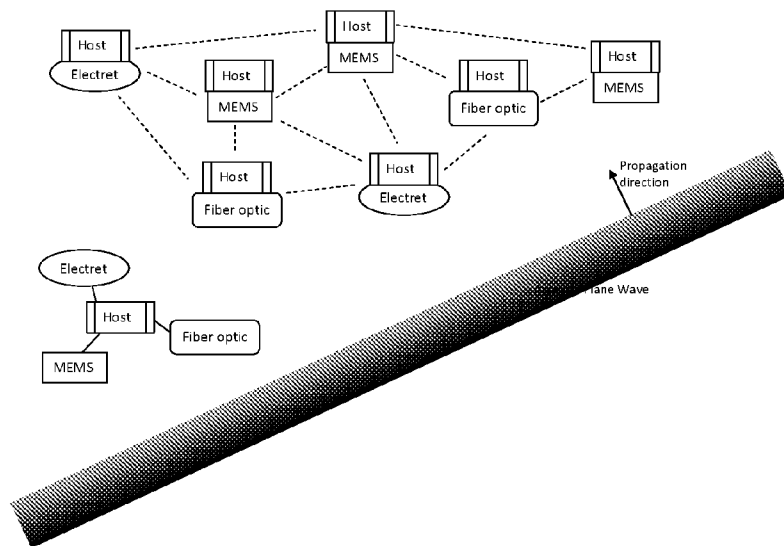 Host
Electret
Host
MEMS
Host
MEMS
Host
Fiber optic
Host
MEMS
Host
Fiber optic
Host
Electret
Propagation
direction
Plane Wave
Electret
Host
Fiber optic
MEMS